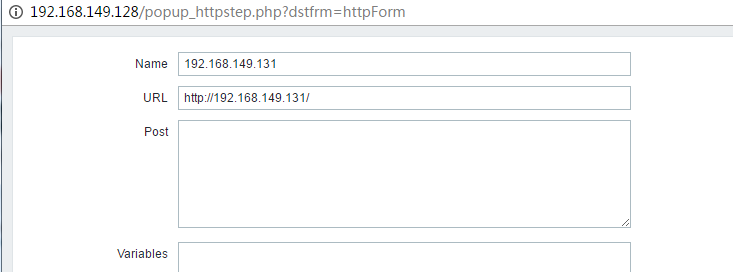 192.168.149.128/popup_httpstep.php?dstfrm=httpForm
Name 192.168.149.131
URL http://192.168.149.131/
Post
Variables